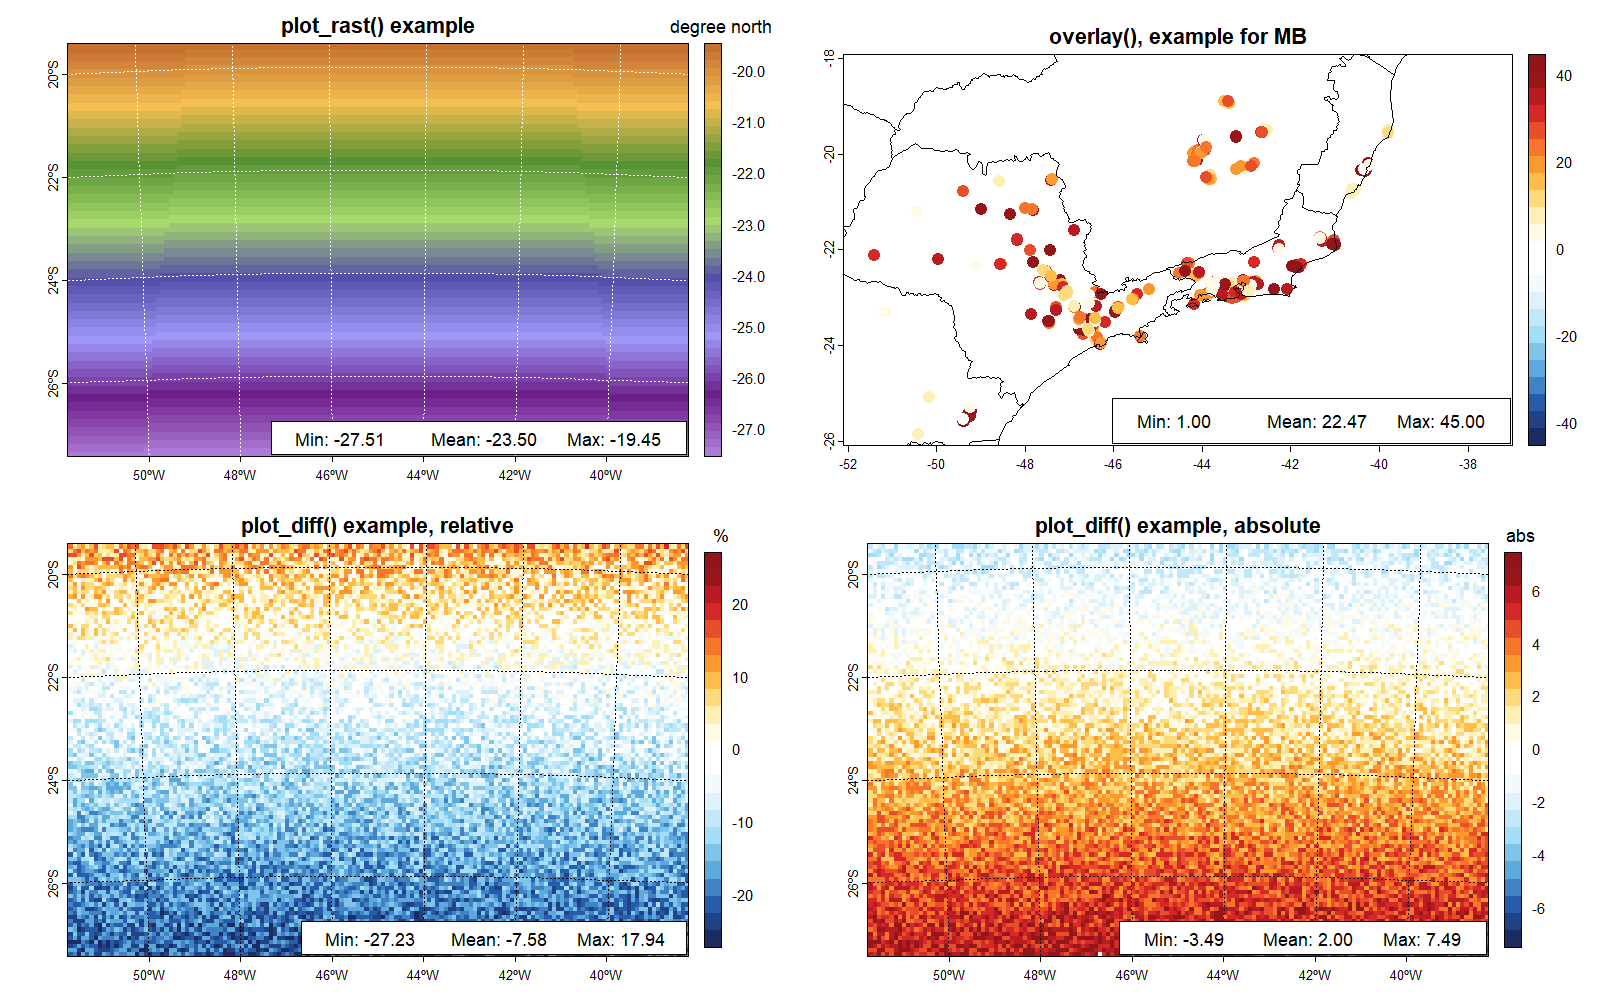 plot_rast() example
degree north
20°S
22°S
24°S
26°S
-20.0
-21.0
-22.0
-23.0
-24.0
-25.0
-26.0
-27.0
Min: -27.51 Mean: -23.50 Max: -19.45
50°W 48°W 46°W 44°W 42°W 40°W
overlay(), example for MB
-18
-20
-22
-24
-26
40
20
0
-20
-40
Min: 1.00 Mean: 22.47 Max: 45.00
-52 -50 -48 -46 -44 -42 -40 -38
plot_diff() example, relative
%
20°S
22°S
24°S
26°S
20
10
0
-10
-20
Min: -27.23 Mean: -7.58 Max: 17.94
50°W 48°W 46°W 44°W 42°W 40°W
plot_diff() example, absolute
abs
20°S
22°S
24°S
26°S
6
4
2
0
-2
-4
-6
Min: -3.49 Mean: 2.00 Max: 7.49
50°W 48°W 46°W 44°W 42°W 40°W